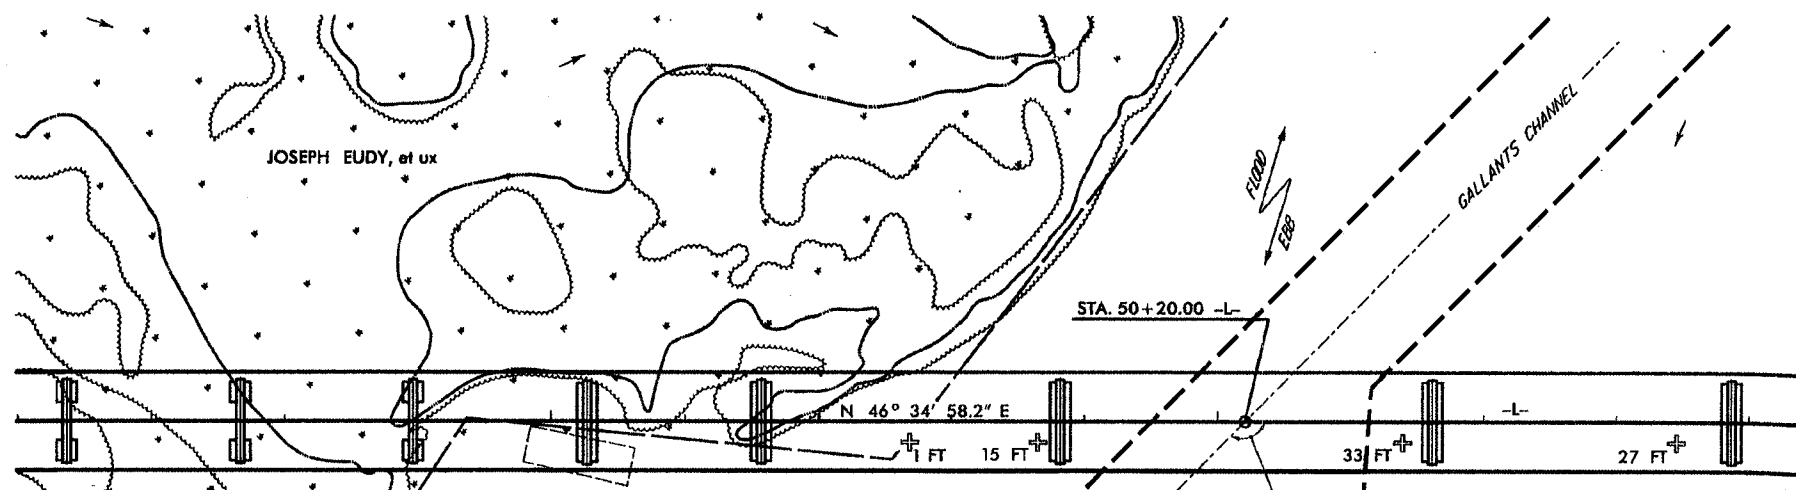 JOSEPH EUDY, et ux
GALLANTS CHANNEL
FLOOD
EBB
STA. 50+20.00 -L-
N 46° 34' 58.2" E
-L-
1 FT
15 FT
33 FT
27 FT